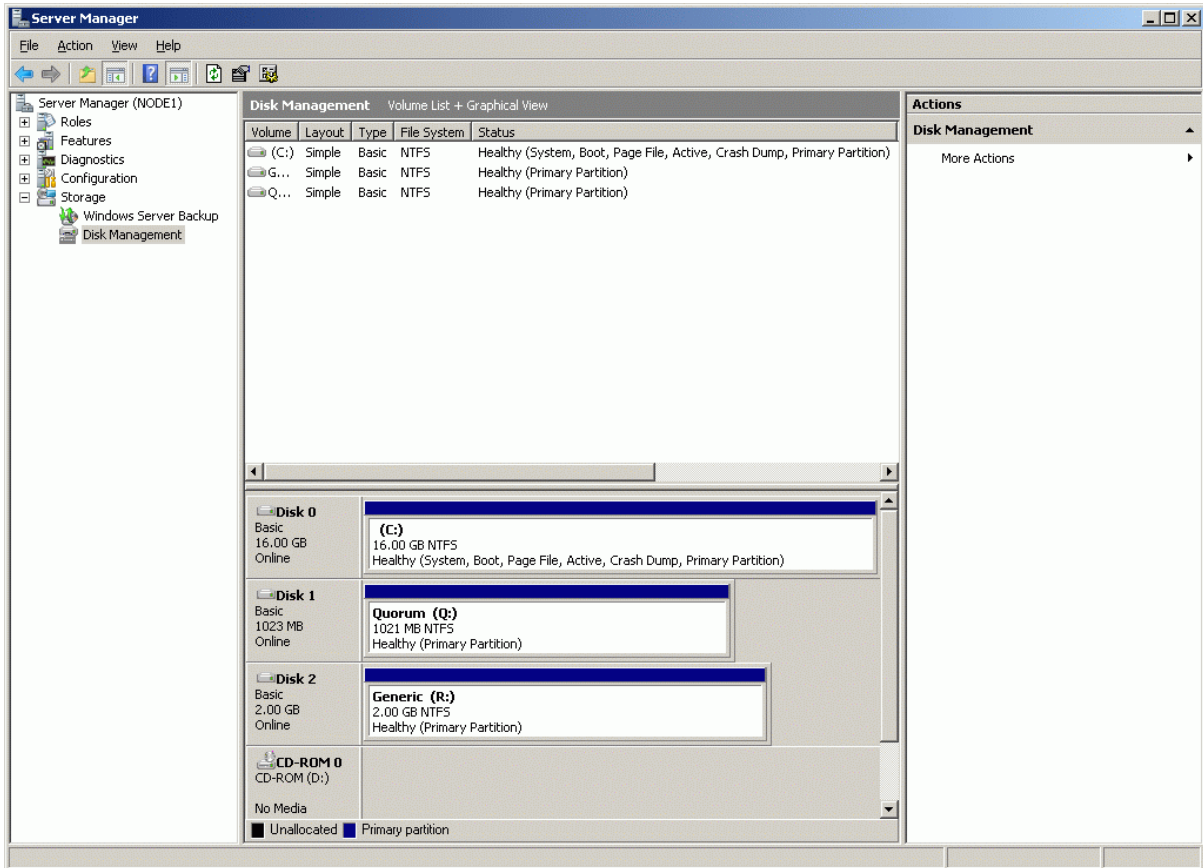 Server Manager
File Action View Help
Server Manager (NODE1)
Roles
Features
Diagnostics
Configuration
Storage
Windows Server Backup
Disk Management
Disk Management Volume List + Graphical View
Volume Layout Type File System Status
(C:) Simple Basic NTFS Healthy (System, Boot, Page File, Active, Crash Dump, Primary Partition)
G... Simple Basic NTFS Healthy (Primary Partition)
Q... Simple Basic NTFS Healthy (Primary Partition)
Disk 0
Basic
16.00 GB
Online
(C:)
16.00 GB NTFS
Healthy (System, Boot, Page File, Active, Crash Dump, Primary Partition)
Disk 1
Basic
1023 MB
Online
Quorum (Q:)
1021 MB NTFS
Healthy (Primary Partition)
Disk 2
Basic
2.00 GB
Online
Generic (R:)
2.00 GB NTFS
Healthy (Primary Partition)
CD-ROM 0
CD-ROM (D:)
No Media
Unallocated Primary partition
Actions
Disk Management
More Actions